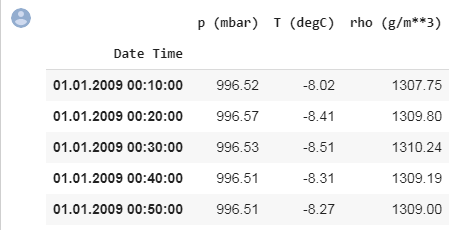 p (mbar) T (degC) rho (g/m**3)
Date Time
01.01.2009 00:10:00 996.52 -8.02 1307.75
01.01.2009 00:20:00 996.57 -8.41 1309.80
01.01.2009 00:30:00 996.53 -8.51 1310.24
01.01.2009 00:40:00 996.51 -8.31 1309.19
01.01.2009 00:50:00 996.51 -8.27 1309.00